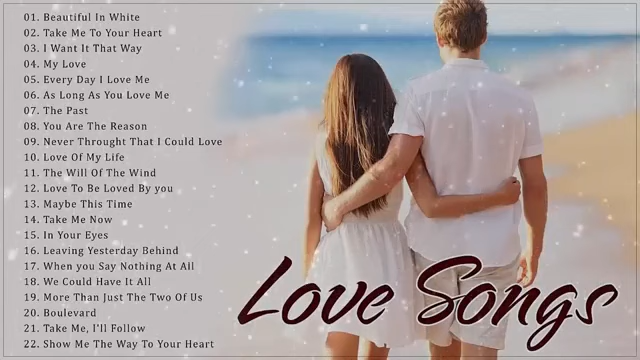 01. Beautiful In White
02. Take Me To Your Heart
03. I Want It That Way
04. My Love
05. Every Day I Love Me
06. As Long As You Love Me
07. The Past
08. You Are The Reason
09. Never Throught That I Could Love
10. Love Of My Life
11. The Will Of The Wind
12. Love To Be Loved By you
13. Maybe This Time
14. Take Me Now
15. In Your Eyes
16. Leaving Yesterday Behind
17. When you Say Nothing At All
18. We Could Have It All
19. More Than Just The Two Of Us
20. Boulevard
21. Take Me, I'll Follow
22. Show Me The Way To Your Heart
Love Songs